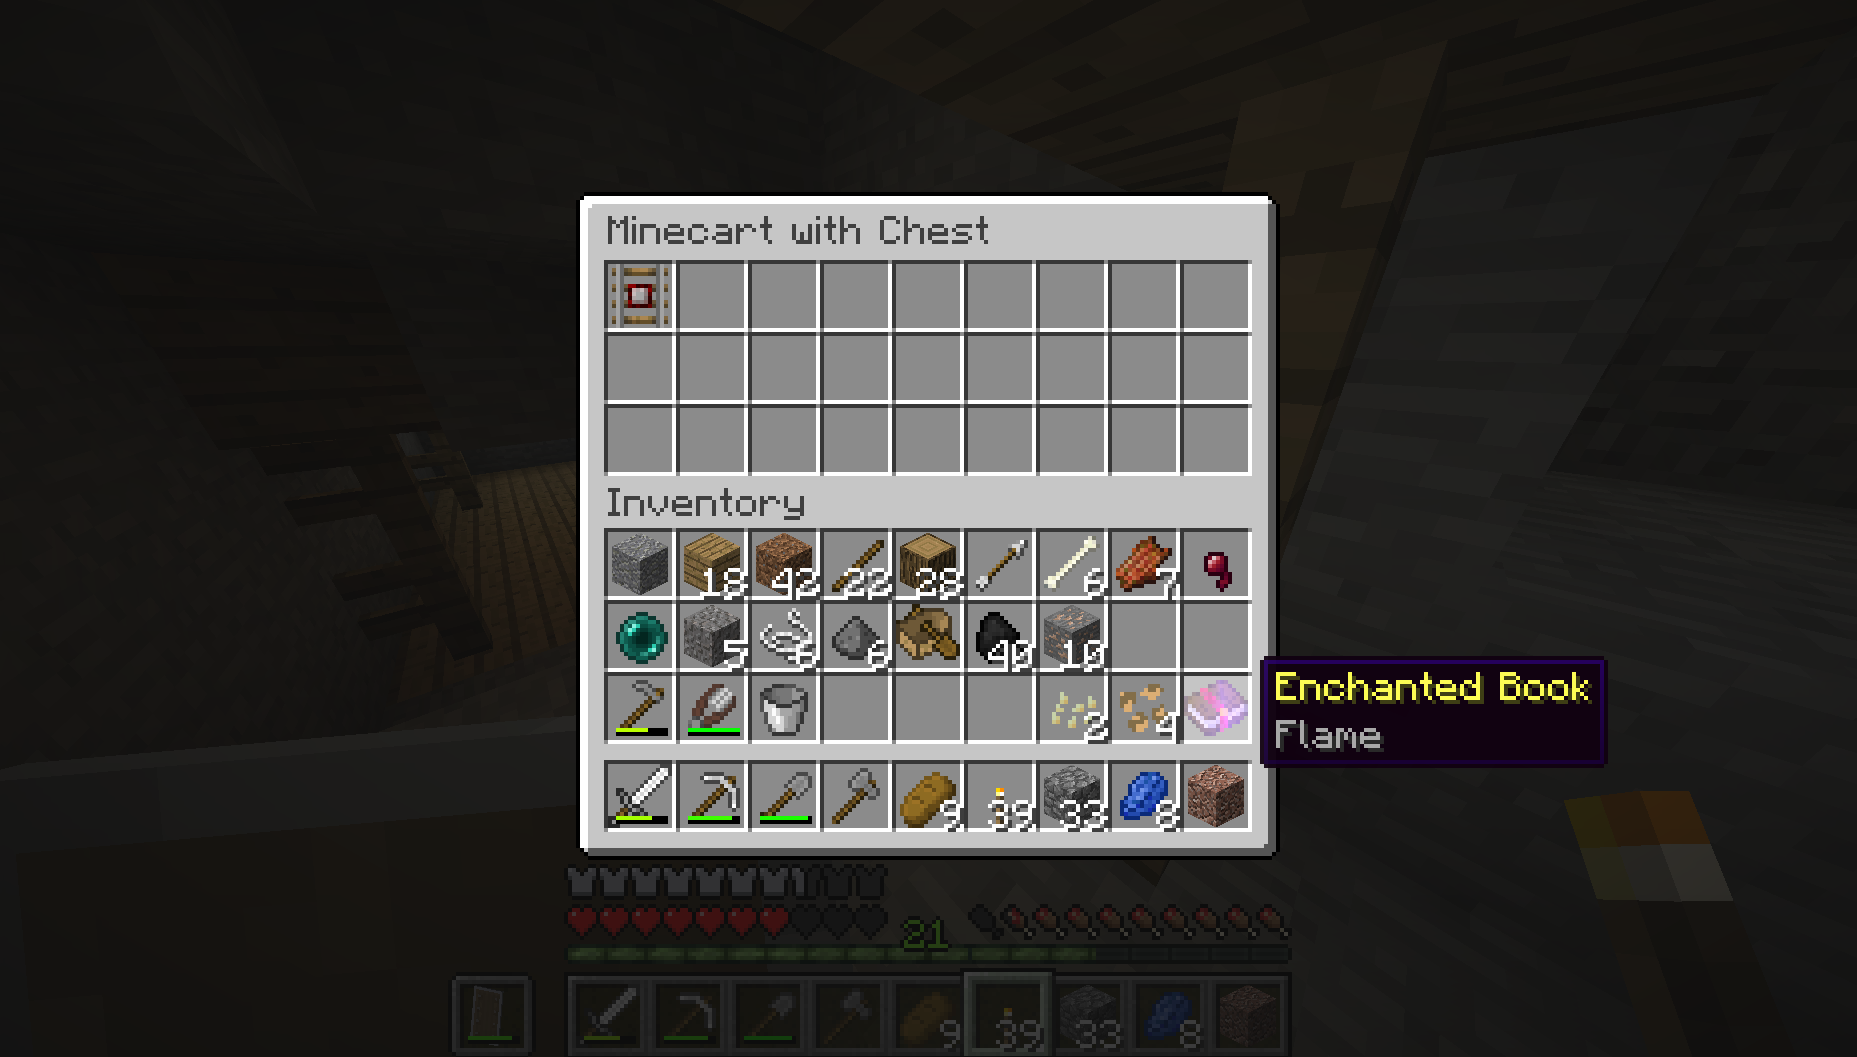 Minecart with Chest
Inventory
18 42 22 28 6 7
5 6 6 40 10
2 4
Enchanted Book
Flame
9 39 33 8
21
9 39 33 8